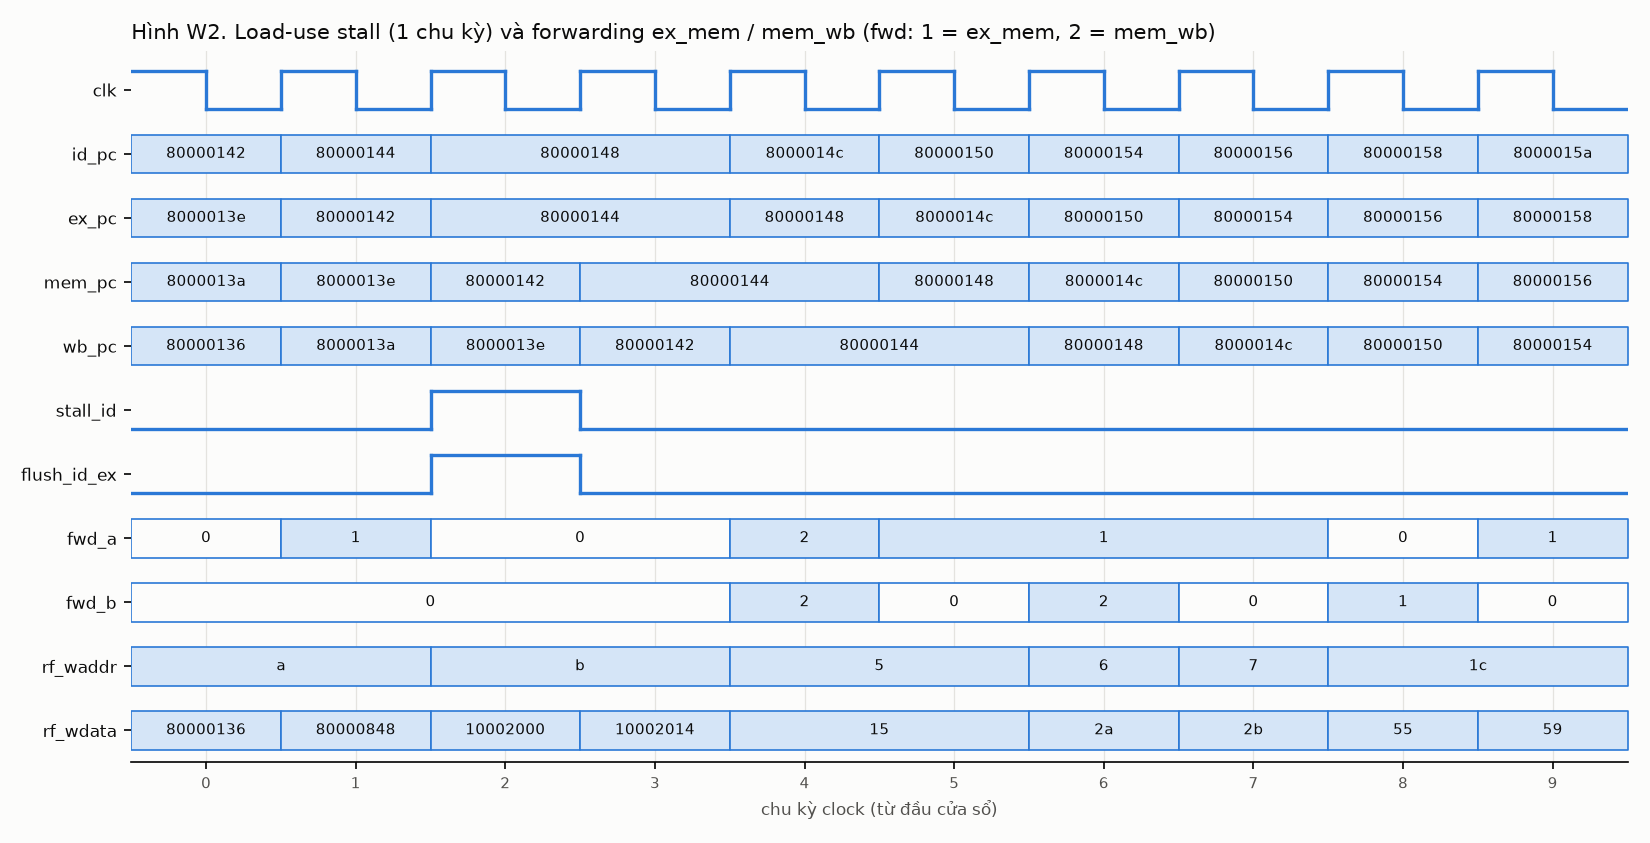 Hình W2. Load-use stall (1 chu kỳ) và forwarding ex_mem / mem_wb (fwd: 1 = ex_mem, 2 = mem_wb)
clk
id_pc 80000142 80000144 80000148 8000014c 80000150 80000154 80000156 80000158 8000015a
ex_pc 8000013e 80000142 80000144 80000148 8000014c 80000150 80000154 80000156 80000158
mem_pc 8000013a 8000013e 80000142 80000144 80000148 8000014c 80000150 80000154 80000156
wb_pc 80000136 8000013a 8000013e 80000142 80000144 80000148 8000014c 80000150 80000154
stall_id
flush_id_ex
fwd_a 0 1 0 2 1 0 1
fwd_b 0 2 0 2 0 1 0
rf_waddr a b 5 6 7 1c
rf_wdata 80000136 80000848 10002000 10002014 15 2a 2b 55 59
0 1 2 3 4 5 6 7 8 9
chu kỳ clock (từ đầu cửa sổ)